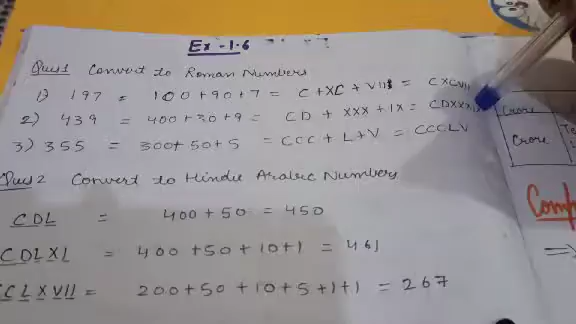 Ex-1.6
Ques1 Convert to Roman Numbers
1) 197 = 100+90+7 = C+XC+VII = CXCVII
2) 439 = 400+30+9 = CD + XXX + IX = CDXXXIX
3) 355 = 300+50+5 = CCC + L+V = CCCLV
Crore
Crore
Ques2 Convert to Hindu Arabic Numbers
CDL = 400+50 = 450
CDLXI = 400+50+10+1 = 461
CCLXVII = 200+50+10+5+1+1 = 267